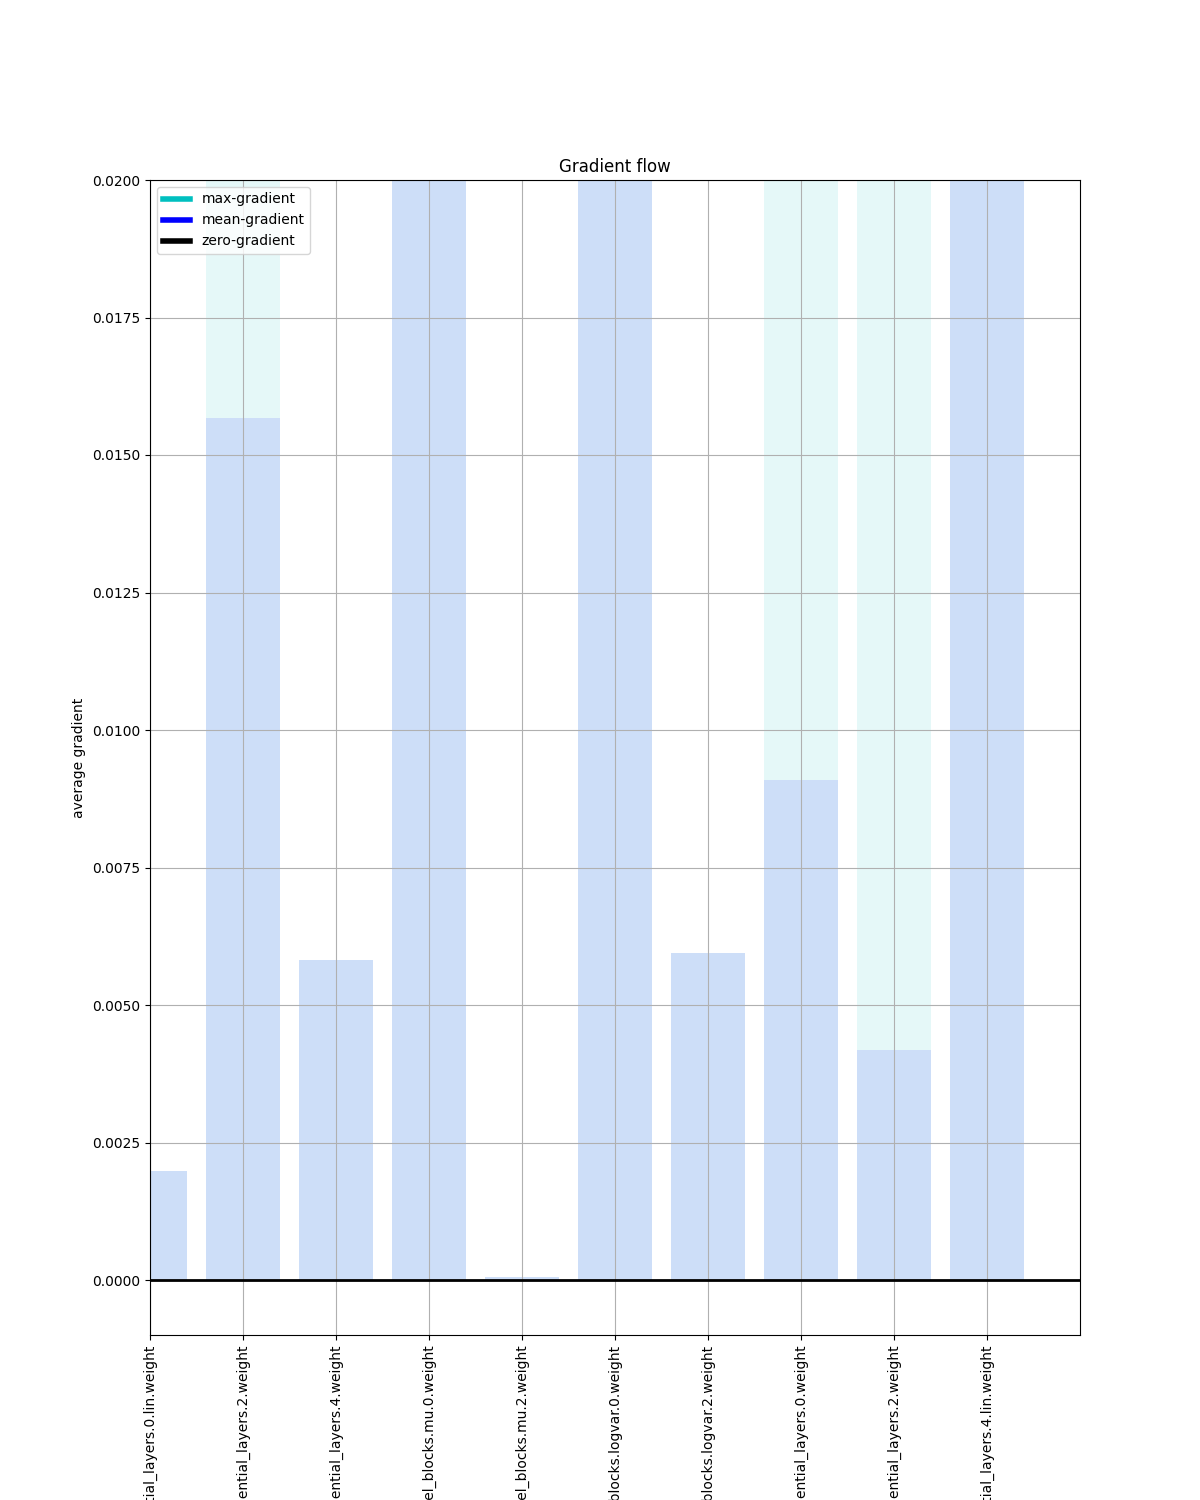 Gradient flow
0.0200
max-gradient
mean-gradient
zero-gradient
0.0175
0.0150
0.0125
0.0100
average gradient
0.0075
0.0050
0.0025
0.0000
tial_layers.0.lin.weight
ential_layers.2.weight
ential_layers.4.weight
el_blocks.mu.0.weight
el_blocks.mu.2.weight
blocks.logvar.0.weight
blocks.logvar.2.weight
ential_layers.0.weight
ential_layers.2.weight
tial_layers.4.lin.weight